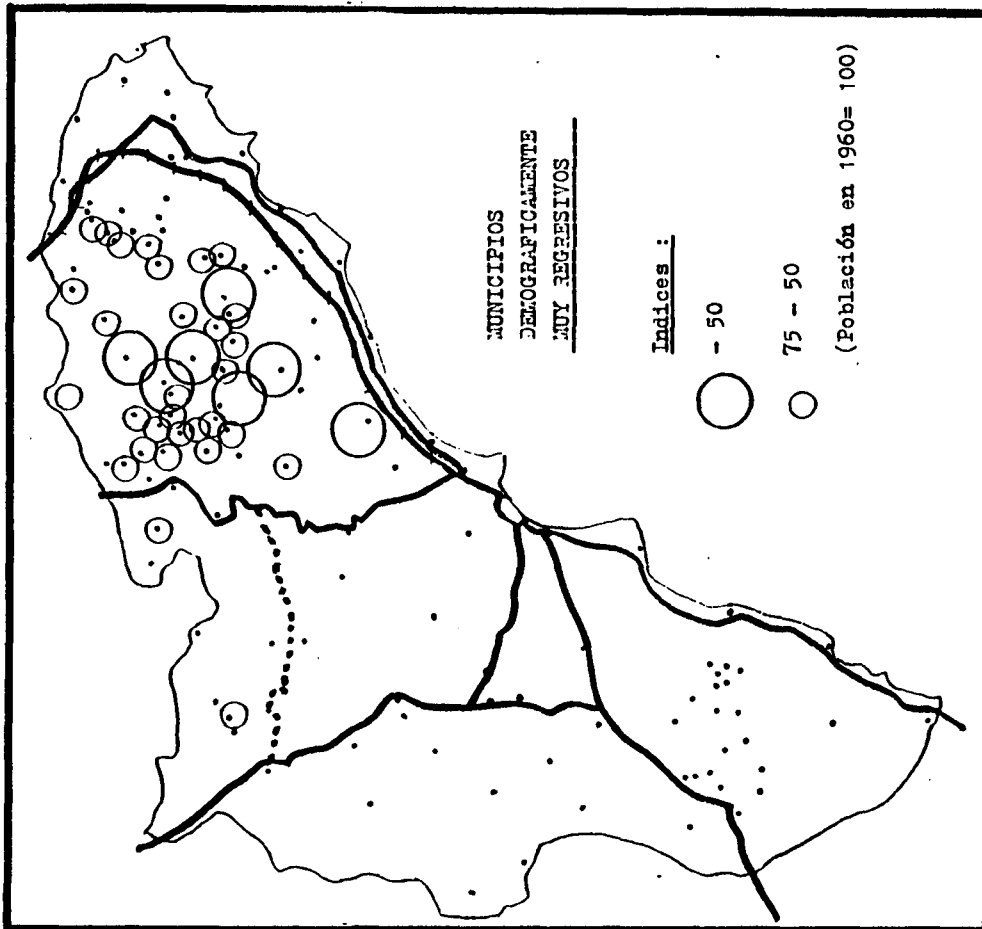 MUNICIPIOS
DEMOGRAFICAMENTE
MUY REGRESIVOS
Indices :
- 50
75 - 50
(Población en 1960= 100)